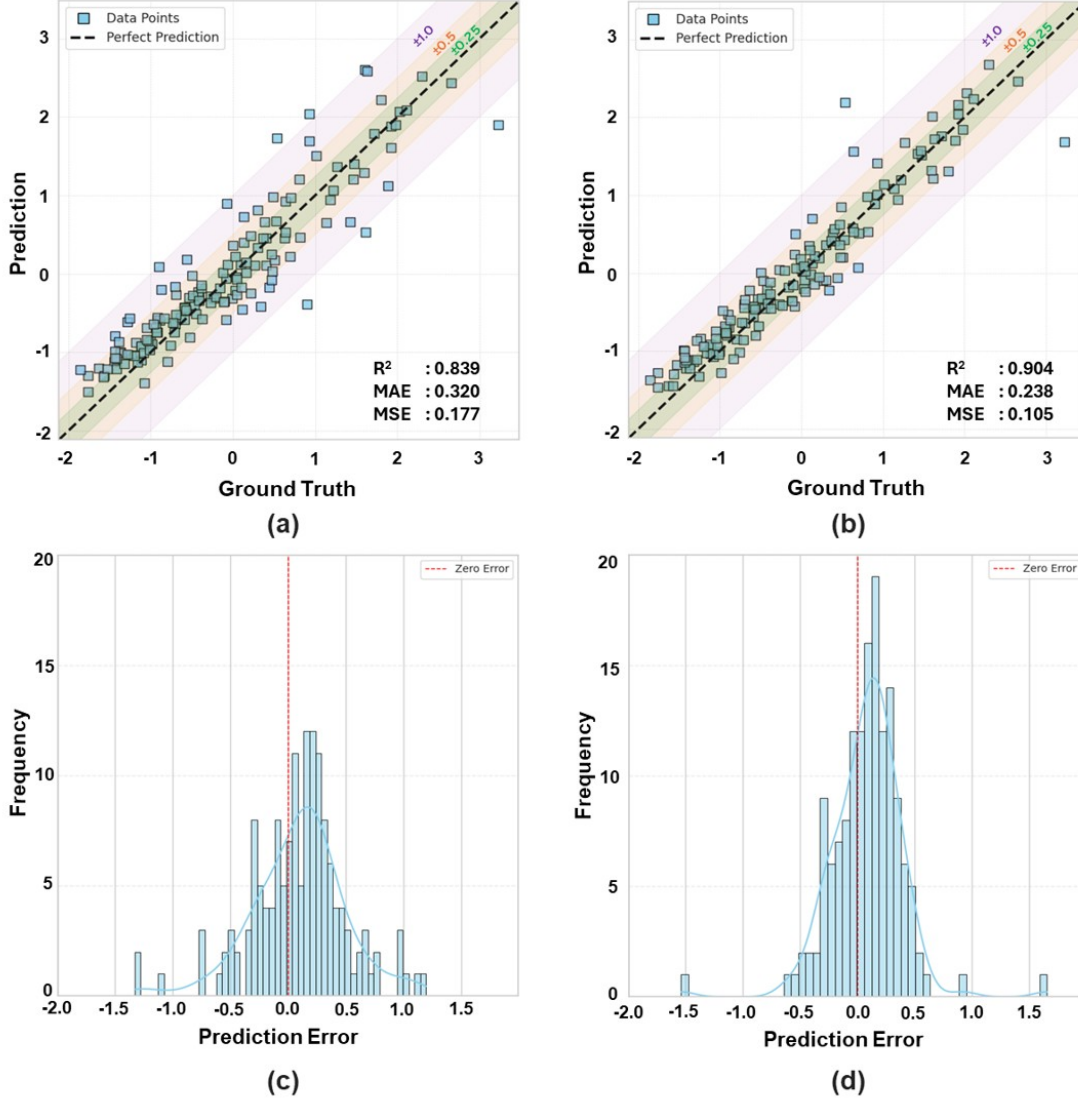 Data Points
Perfect Prediction
±1.0
±0.5
±0.25
3
2
1
0
-1
-2
Prediction
R² : 0.839
MAE : 0.320
MSE : 0.177
-2 -1 0 1 2 3
Ground Truth
(a)
Data Points
Perfect Prediction
±1.0
±0.5
±0.25
3
2
1
0
-1
-2
Prediction
R² : 0.904
MAE : 0.238
MSE : 0.105
-2 -1 0 1 2 3
Ground Truth
(b)
Zero Error
20
15
10
5
0
Frequency
-2.0 -1.5 -1.0 -0.5 0.0 0.5 1.0 1.5
Prediction Error
(c)
Zero Error
20
15
10
5
0
Frequency
-2.0 -1.5 -1.0 -0.5 0.0 0.5 1.0 1.5
Prediction Error
(d)